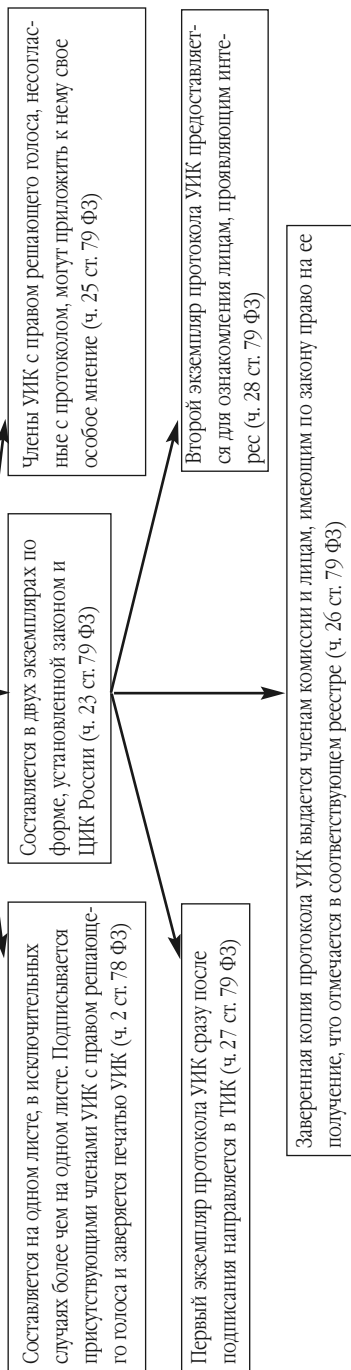 Составляется на одном листе, в исключительных
случаях более чем на одном листе. Подписывается
присутствующими членами УИК с правом решающе-
го голоса и заверяется печатью УИК (ч. 2 ст. 78 ФЗ)
Составляется в двух экземплярах по
форме, установленной законом и
ЦИК России (ч. 23 ст. 79 ФЗ)
Члены УИК с правом решающего голоса, несоглас-
ные с протоколом, могут приложить к нему свое
особое мнение (ч. 25 ст. 79 ФЗ)
Первый экземпляр протокола УИК сразу после
подписания направляется в ТИК (ч. 27 ст. 79 ФЗ)
Второй экземпляр протокола УИК предоставляет-
ся для ознакомления лицам, проявляющим инте-
рес (ч. 28 ст. 79 ФЗ)
Заверенная копия протокола УИК выдается членам комиссии и лицам, имеющим по закону право на ее
получение, что отмечается в соответствующем реестре (ч. 26 ст. 79 ФЗ)